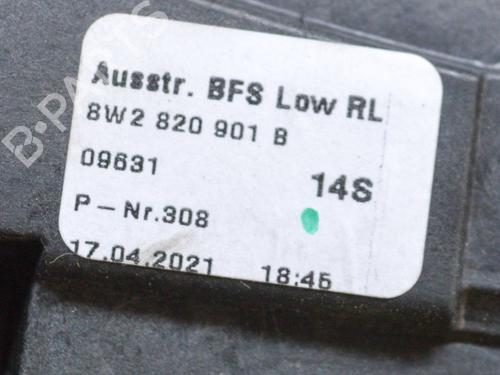 Ausstr. BFS Low RL
8W2 820 901 B
09631 14S
P-Nr.308
17.04.2021 18:45
B-PARTS